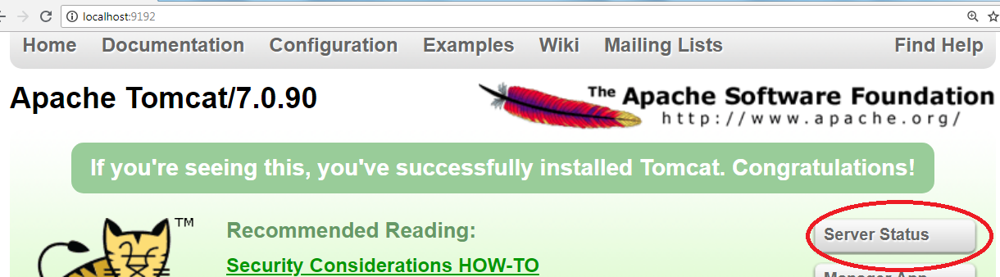 localhost:9192
Home Documentation Configuration Examples Wiki Mailing Lists Find Help
Apache Tomcat/7.0.90
The Apache Software Foundation
http://www.apache.org/
If you're seeing this, you've successfully installed Tomcat. Congratulations!
TM
Recommended Reading:
Server Status
Security Considerations HOW-TO
Manager App